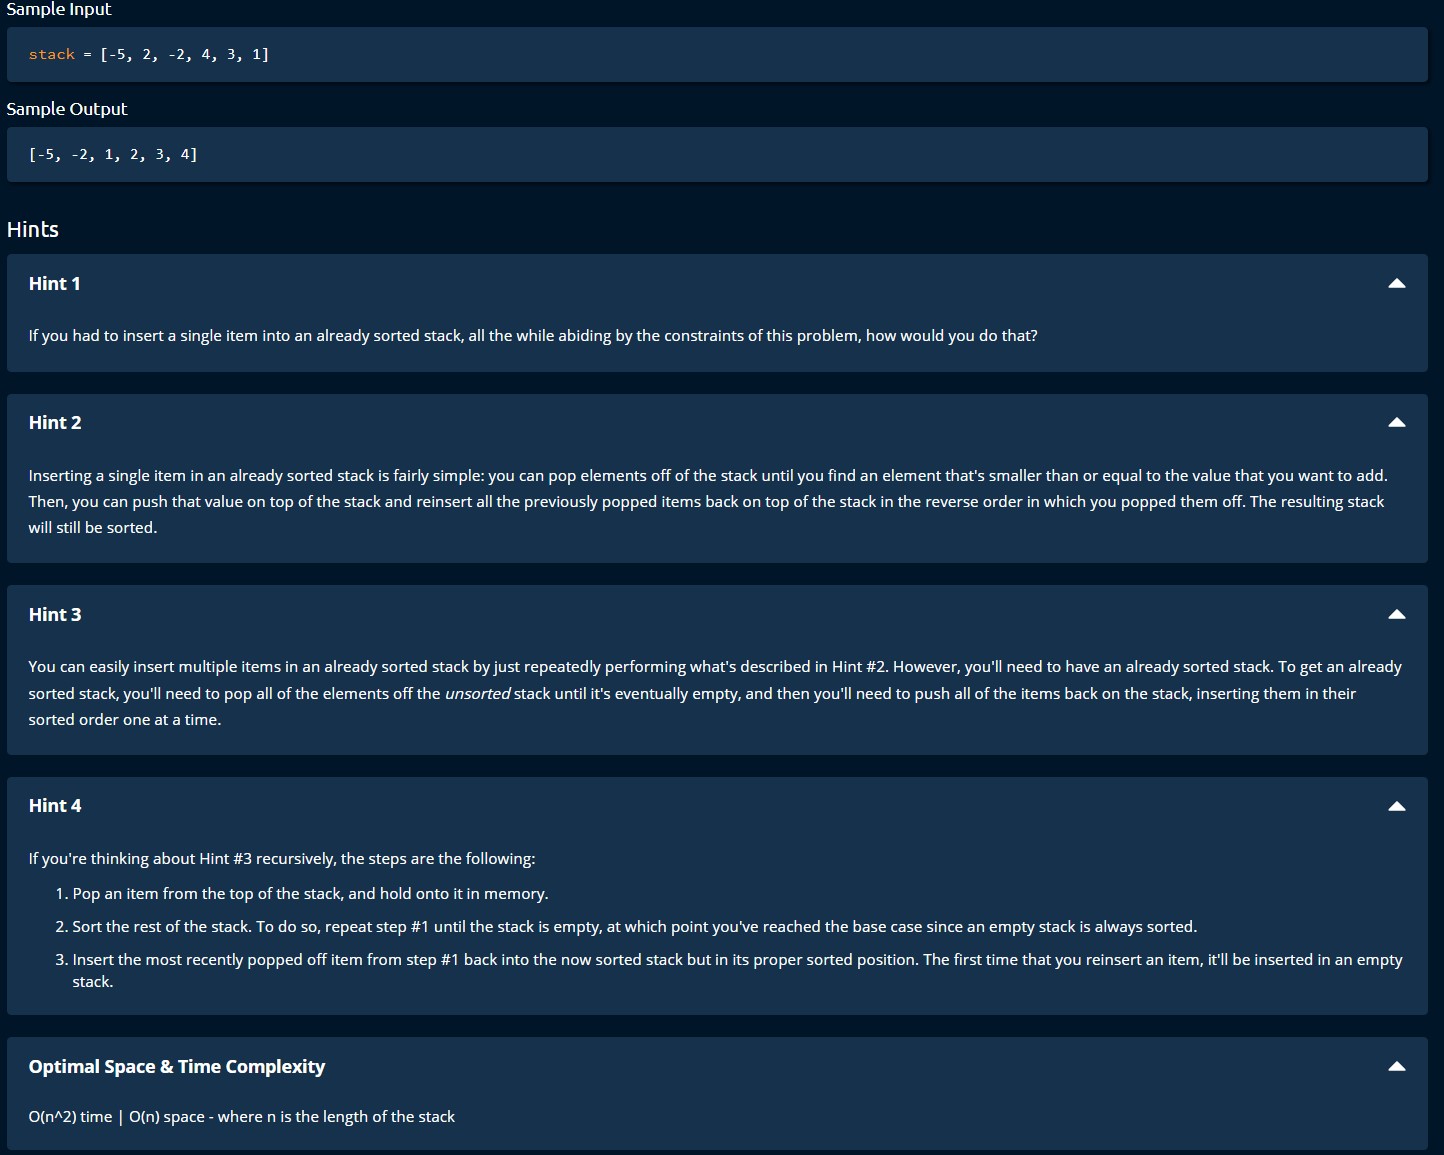 Sample Input
stack = [-5, 2, -2, 4, 3, 1]
Sample Output
[-5, -2, 1, 2, 3, 4]
Hints
Hint 1
If you had to insert a single item into an already sorted stack, all the while abiding by the constraints of this problem, how would you do that?
Hint 2
Inserting a single item in an already sorted stack is fairly simple: you can pop elements off of the stack until you find an element that's smaller than or equal to the value that you want to add.
Then, you can push that value on top of the stack and reinsert all the previously popped items back on top of the stack in the reverse order in which you popped them off. The resulting stack
will still be sorted.
Hint 3
You can easily insert multiple items in an already sorted stack by just repeatedly performing what's described in Hint #2. However, you'll need to have an already sorted stack. To get an already
sorted stack, you'll need to pop all of the elements off the unsorted stack until it's eventually empty, and then you'll need to push all of the items back on the stack, inserting them in their
sorted order one at a time.
Hint 4
If you're thinking about Hint #3 recursively, the steps are the following:
1. Pop an item from the top of the stack, and hold onto it in memory.
2. Sort the rest of the stack. To do so, repeat step #1 until the stack is empty, at which point you've reached the base case since an empty stack is always sorted.
3. Insert the most recently popped off item from step #1 back into the now sorted stack but in its proper sorted position. The first time that you reinsert an item, it'll be inserted in an empty
stack.
Optimal Space & Time Complexity
O(n^2) time | O(n) space - where n is the length of the stack